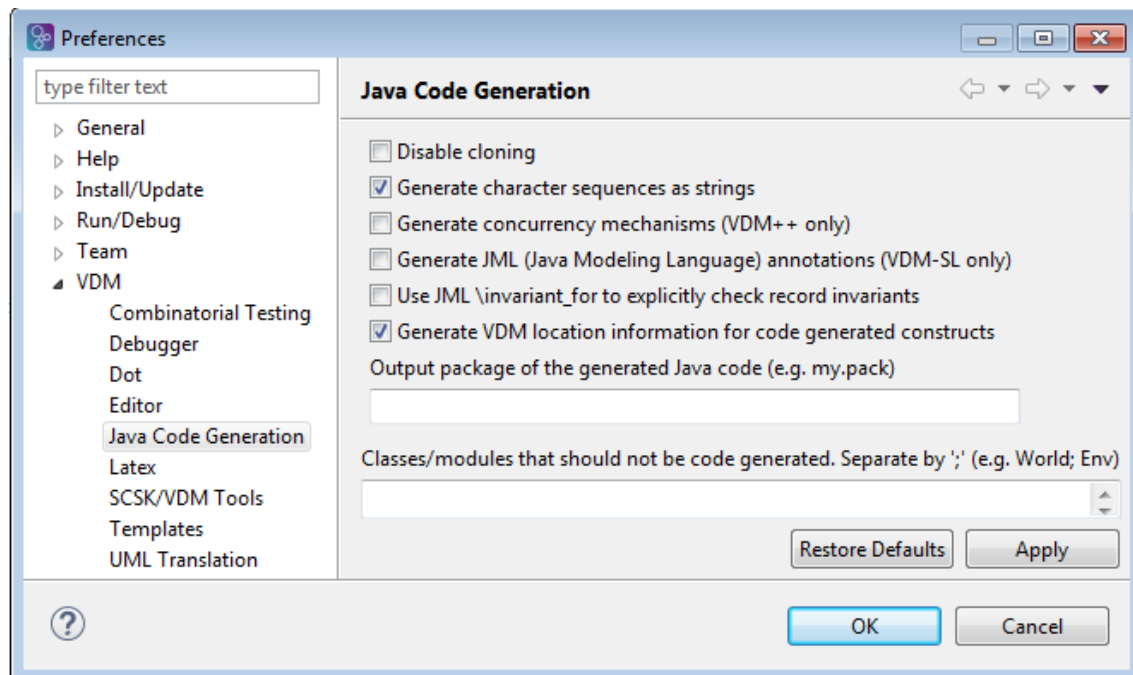 Preferences
type filter text
General
Help
Install/Update
Run/Debug
Team
VDM
Combinatorial Testing
Debugger
Dot
Editor
Java Code Generation
Latex
SCSK/VDM Tools
Templates
UML Translation
Java Code Generation
Disable cloning
Generate character sequences as strings
Generate concurrency mechanisms (VDM++ only)
Generate JML (Java Modeling Language) annotations (VDM-SL only)
Use JML \invariant_for to explicitly check record invariants
Generate VDM location information for code generated constructs
Output package of the generated Java code (e.g. my.pack)
Classes/modules that should not be code generated. Separate by ';' (e.g. World; Env)
Restore Defaults
Apply
?
OK
Cancel